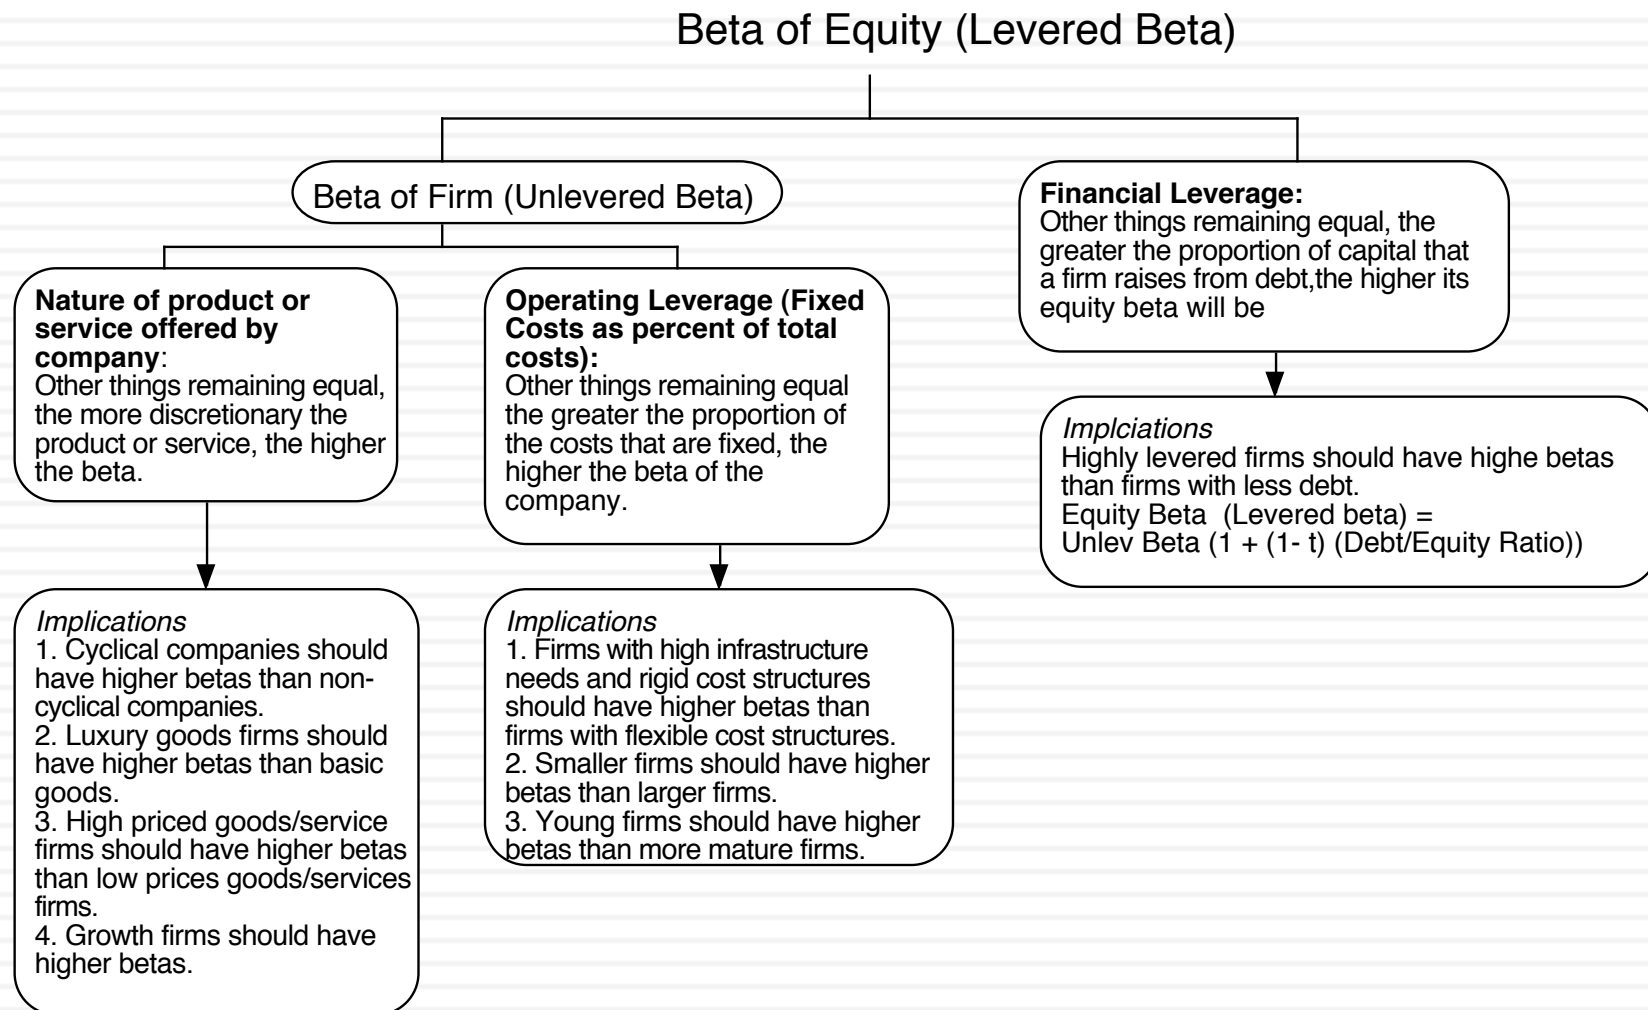 Beta of Equity (Levered Beta)
Beta of Firm (Unlevered Beta)
Nature of product or
service offered by
company:
Other things remaining equal,
the more discretionary the
product or service, the higher
the beta.
Operating Leverage (Fixed
Costs as percent of total
costs):
Other things remaining equal
the greater the proportion of
the costs that are fixed, the
higher the beta of the
company.
Financial Leverage:
Other things remaining equal, the
greater the proportion of capital that
a firm raises from debt,the higher its
equity beta will be
Implciations
Highly levered firms should have highe betas
than firms with less debt.
Equity Beta  (Levered beta) =
Unlev Beta (1 + (1- t) (Debt/Equity Ratio))
Implications
1. Cyclical companies should
have higher betas than non-
cyclical companies.
2. Luxury goods firms should
have higher betas than basic
goods.
3. High priced goods/service
firms should have higher betas
than low prices goods/services
firms.
4. Growth firms should have
higher betas.
Implications
1. Firms with high infrastructure
needs and rigid cost structures
should have higher betas than
firms with flexible cost structures.
2. Smaller firms should have higher
betas than larger firms.
3. Young firms should have higher
betas than more mature firms.